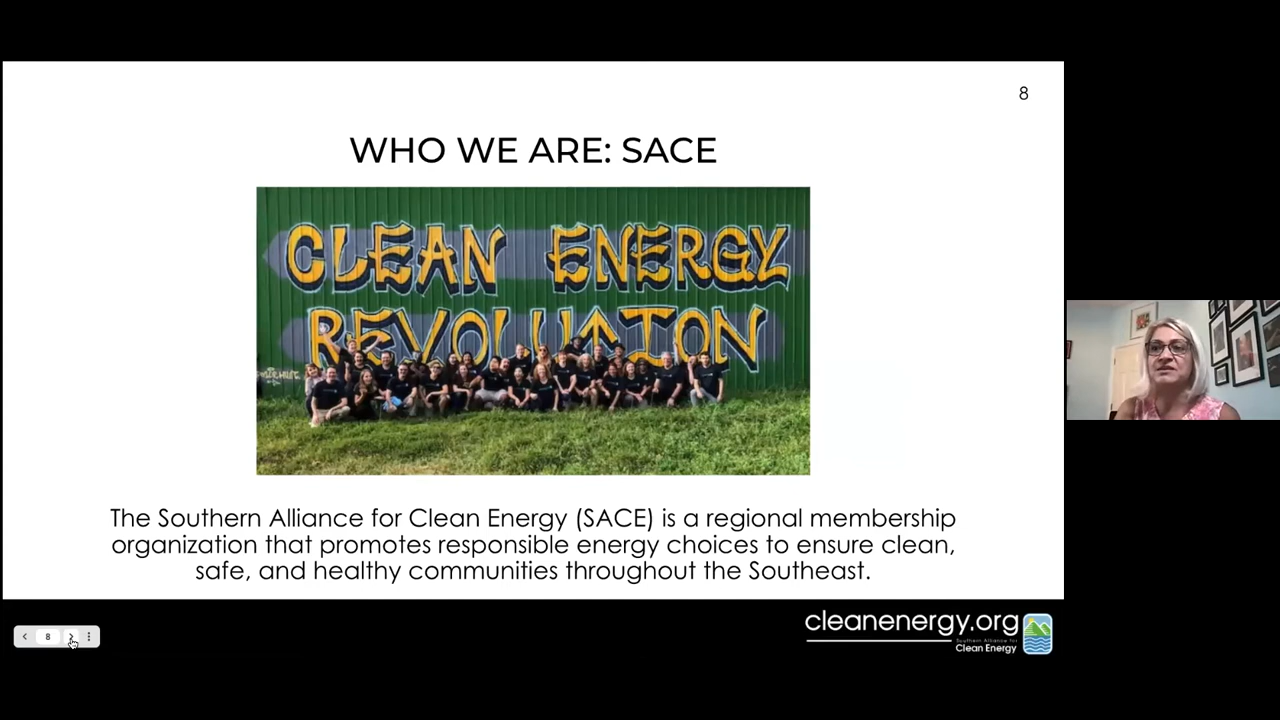 8
WHO WE ARE: SACE
CLEAN ENERGY
REVOLUTION
The Southern Alliance for Clean Energy (SACE) is a regional membership
organization that promotes responsible energy choices to ensure clean,
safe, and healthy communities throughout the Southeast.
8
cleanenergy.org
Southern Alliance for
Clean Energy